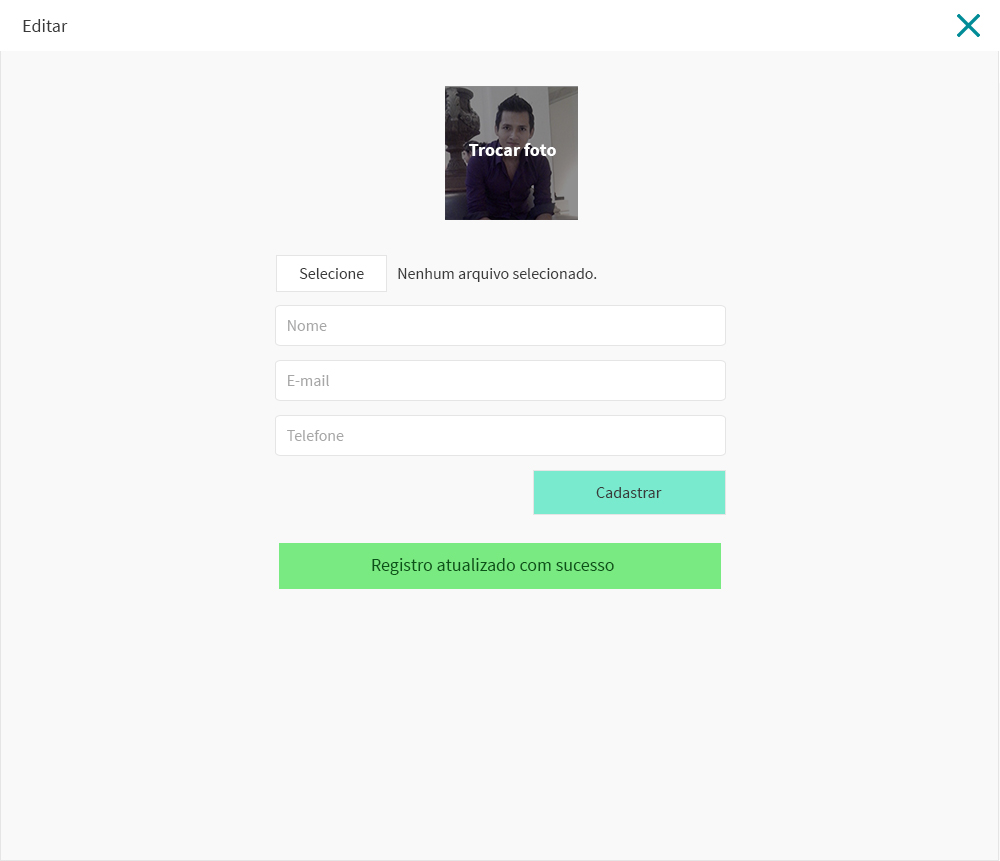 Editar
Trocar foto
Selecione Nenhum arquivo selecionado.
Nome
E-mail
Telefone
Cadastrar
Registro atualizado com sucesso